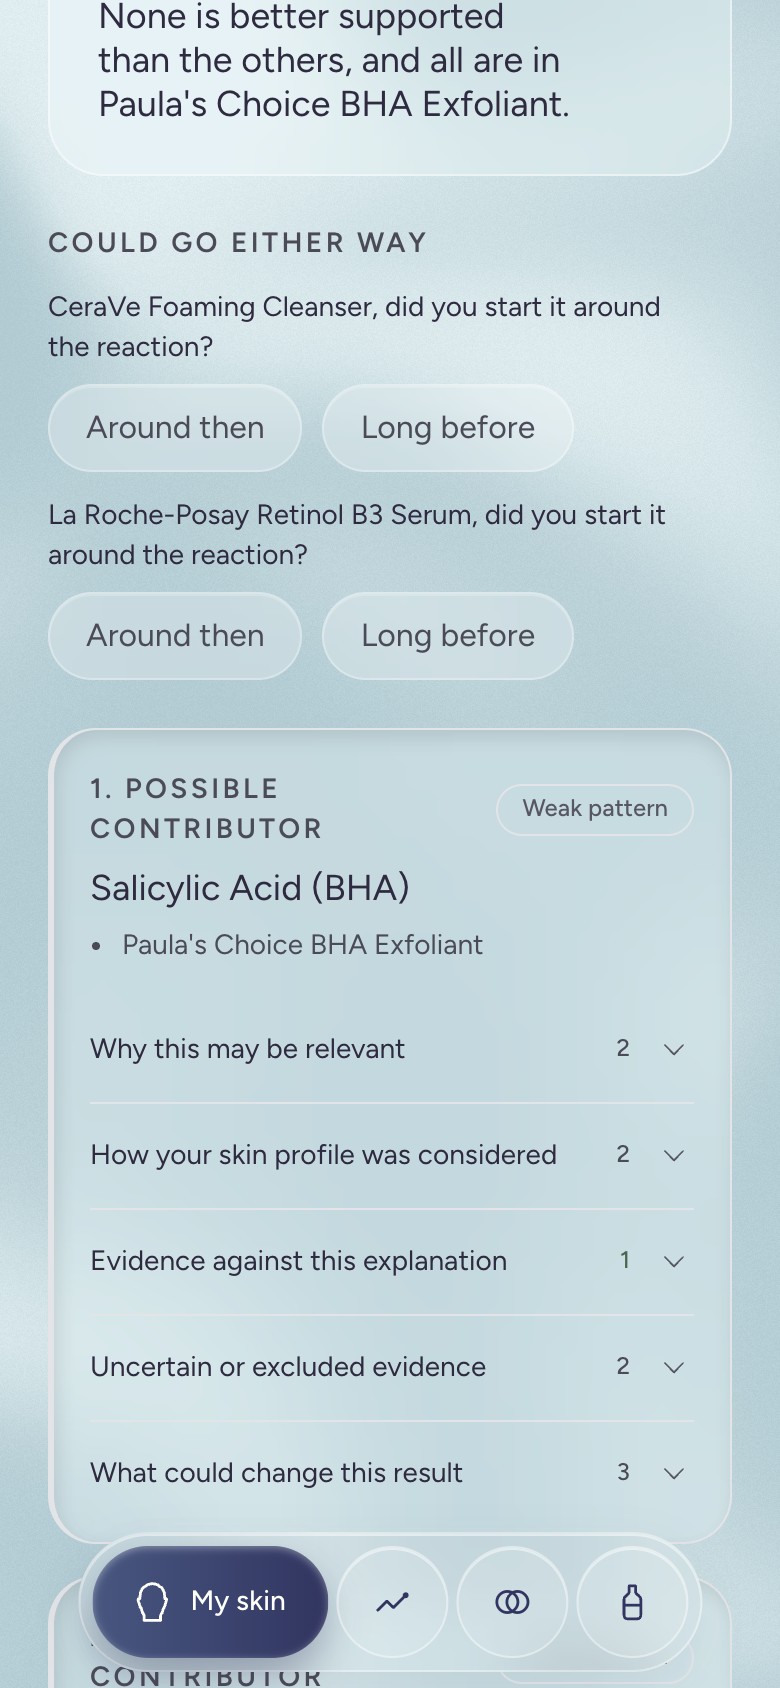 None is better supported
than the others, and all are in
Paula's Choice BHA Exfoliant.
COULD GO EITHER WAY
CeraVe Foaming Cleanser, did you start it around
the reaction?
Around then
Long before
La Roche-Posay Retinol B3 Serum, did you start it
around the reaction?
Around then
Long before
1. POSSIBLE
CONTRIBUTOR
Weak pattern
Salicylic Acid (BHA)
• Paula's Choice BHA Exfoliant
Why this may be relevant 2
How your skin profile was considered 2
Evidence against this explanation 1
Uncertain or excluded evidence 2
What could change this result 3
My skin
CONTRIBUTOR